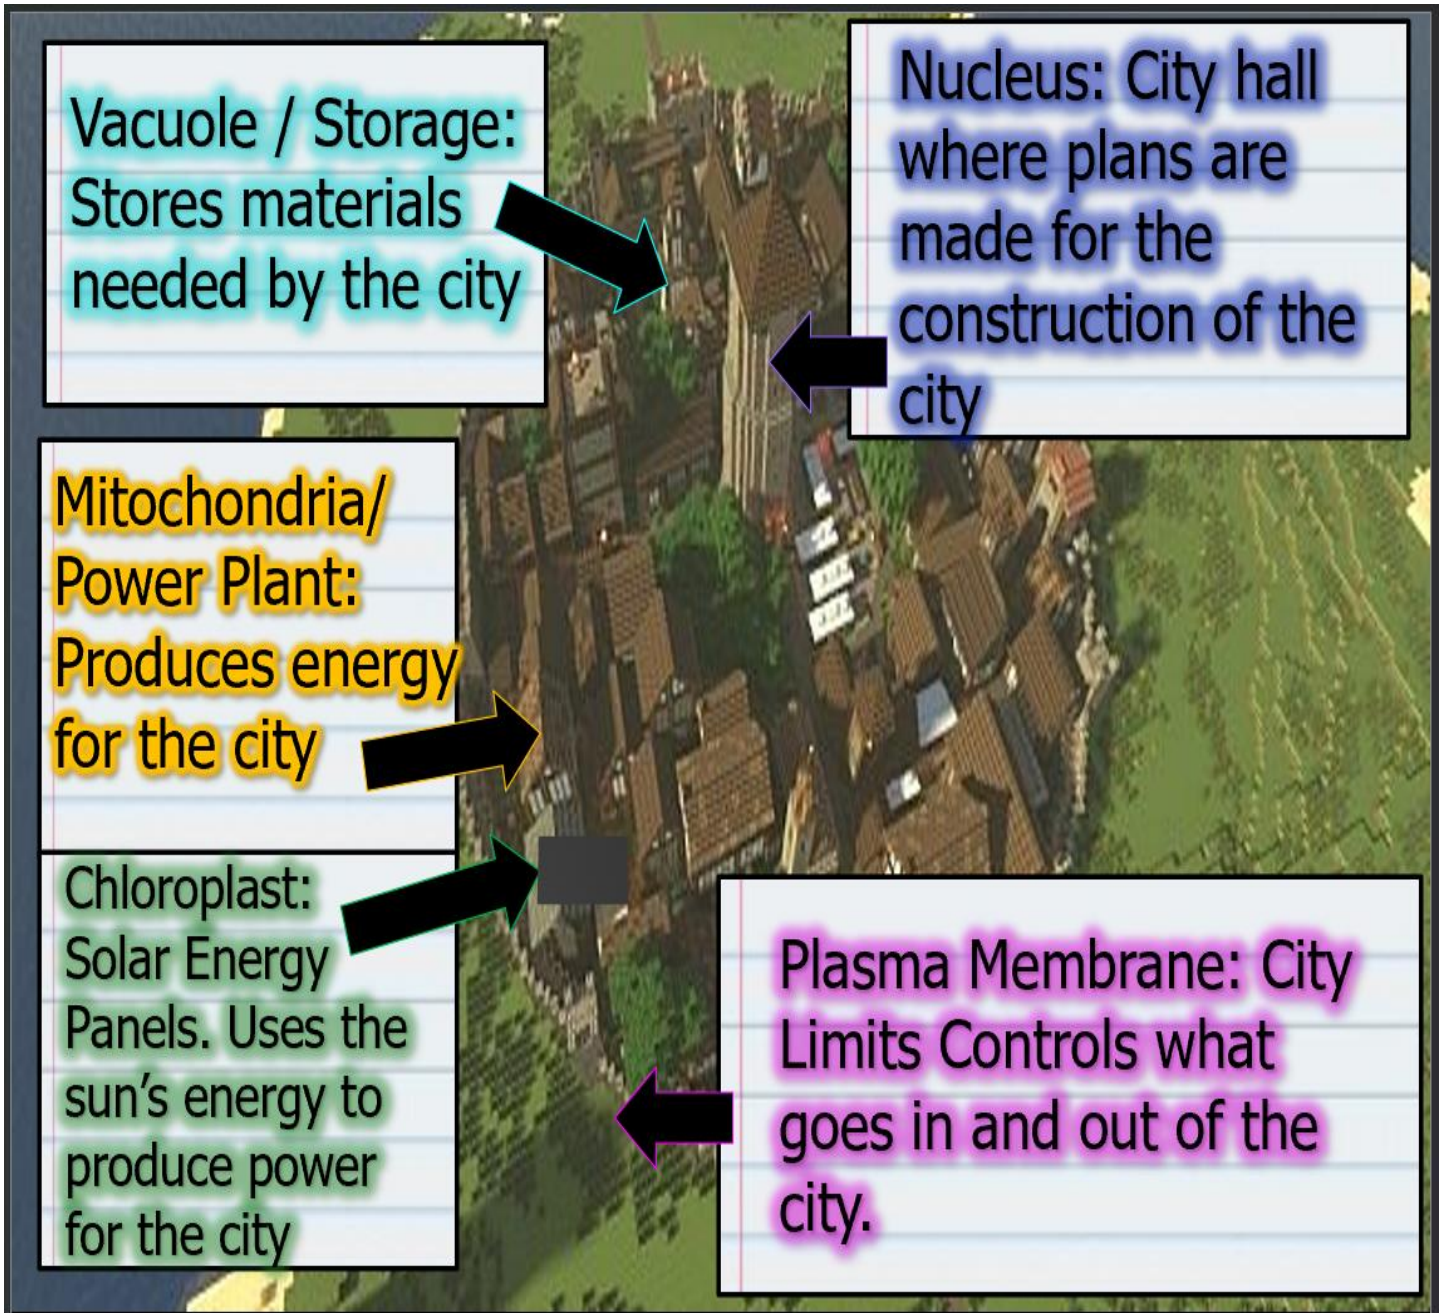 Vacuole / Storage:
Stores materials
needed by the city
Nucleus: City hall
where plans are
made for the
construction of the
city
Mitochondria/
Power Plant:
Produces energy
for the city
Chloroplast:
Solar Energy
Panels. Uses the
sun's energy to
produce power
for the city
Plasma Membrane: City
Limits Controls what
goes in and out of the
city.